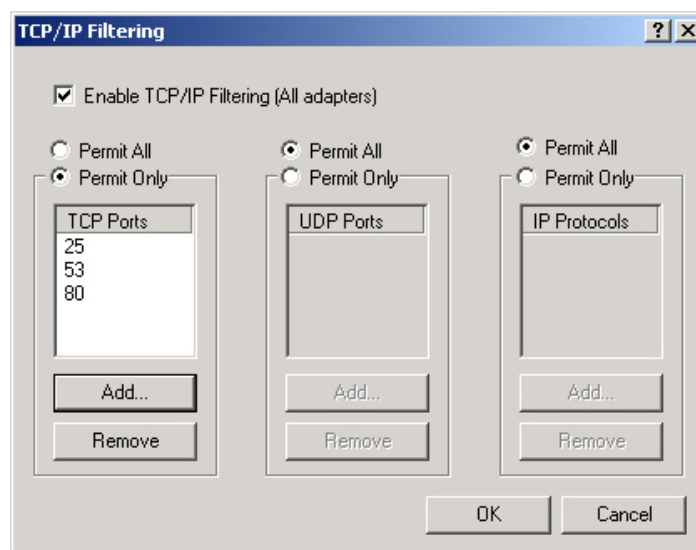 TCP/IP Filtering
Enable TCP/IP Filtering (All adapters)
Permit All
Permit Only
TCP Ports
25
53
80
Add...
Remove
Permit All
Permit Only
UDP Ports
Add...
Remove
Permit All
Permit Only
IP Protocols
Add...
Remove
OK
Cancel